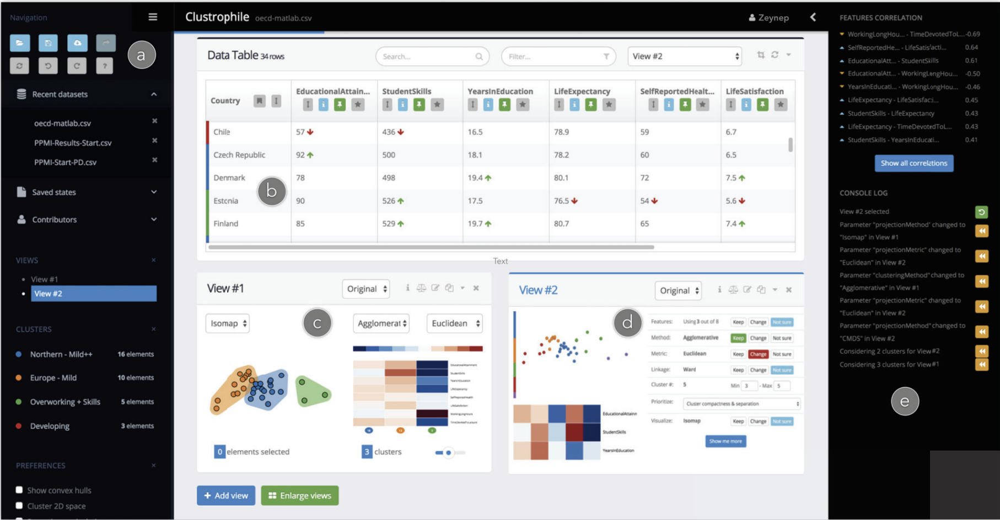 Navigation
a
?
Recent datasets
oecd-matlab.csv
PPMI-Results-Start.csv
PPMI-Start-PD.csv
Saved states
Contributors
VIEWS
View #1
View #2
CLUSTERS
Northern - Mild++ 16 elements
Europe - Mild 10 elements
Overworking + Skills 5 elements
Developing 3 elements
PREFERENCES
Show convex hulls
Cluster 2D space
Clustrophile oecd-matlab.csv
Zeynep
Data Table 34 rows
Search...
Filter...
View #2
Country EducationalAttain... StudentSkills YearsInEducation LifeExpectancy SelfReportedHealt... LifeSatisfaction
Chile 57 436 16.5 78.9 59 6.7
Czech Republic 92 500 18.1 78.2 60 6.5
Denmark 78 498 19.4 80.1 72 7.5
Estonia 90 526 17.5 76.5 54 5.6
Finland 85 529 19.7 80.7 65 7.4
b
Text
View #1
Original
Isomap
c
Agglomerat
Euclidean
EducationalAttainment
StudentSkills
YearsInEducation
LifeExpectancy
SelfReportedHealth
LifeSatisfaction
WorkingLongHours
TimeDevotedToLeisure
0 elements selected
3 clusters
View #2
Original
d
Features: Using 3 out of 8 Keep Change Not sure
Method: Agglomerative Keep Change Not sure
Metric: Euclidean Keep Change Not sure
Linkage: Ward Keep Change Not sure
Cluster #: 5 Min 3 - Max 5
Prioritize: Cluster compactness & separation
Visualize: Isomap Keep Change Not sure
Show me more
EducationalAttainn
StudentSkills
YearsInEducation
+ Add view
Enlarge views
FEATURES CORRELATION
WorkingLongHou... - TimeDevotedToL... -0.69
SelfReportedHe... - LifeSatisfacti... 0.64
EducationalAtt... - StudentSkills 0.61
EducationalAtt... - WorkingLongHou... -0.50
YearsInEducati... - WorkingLongHou... -0.46
LifeExpectancy - LifeSatisfaci... 0.45
StudentSkills - LifeExpectancy 0.43
LifeExpectancy - TimeDevotedToL... 0.43
StudentSkills - YearsInEducati... 0.41
Show all correlations
CONSOLE LOG
View #2 selected
Parameter "projectionMethod" changed to
"Isomap" in View #1
Parameter "projectionMetric" changed to
"Euclidean" in View #2
Parameter "clusteringMethod" changed to
"Agglomerative" in View #1
Parameter "projectionMetric" changed to
"Euclidean" in View #2
Parameter "projectionMethod" changed to
"CMDS" in View #2
Considering 2 clusters for View #2
Considering 3 clusters for View #1
e